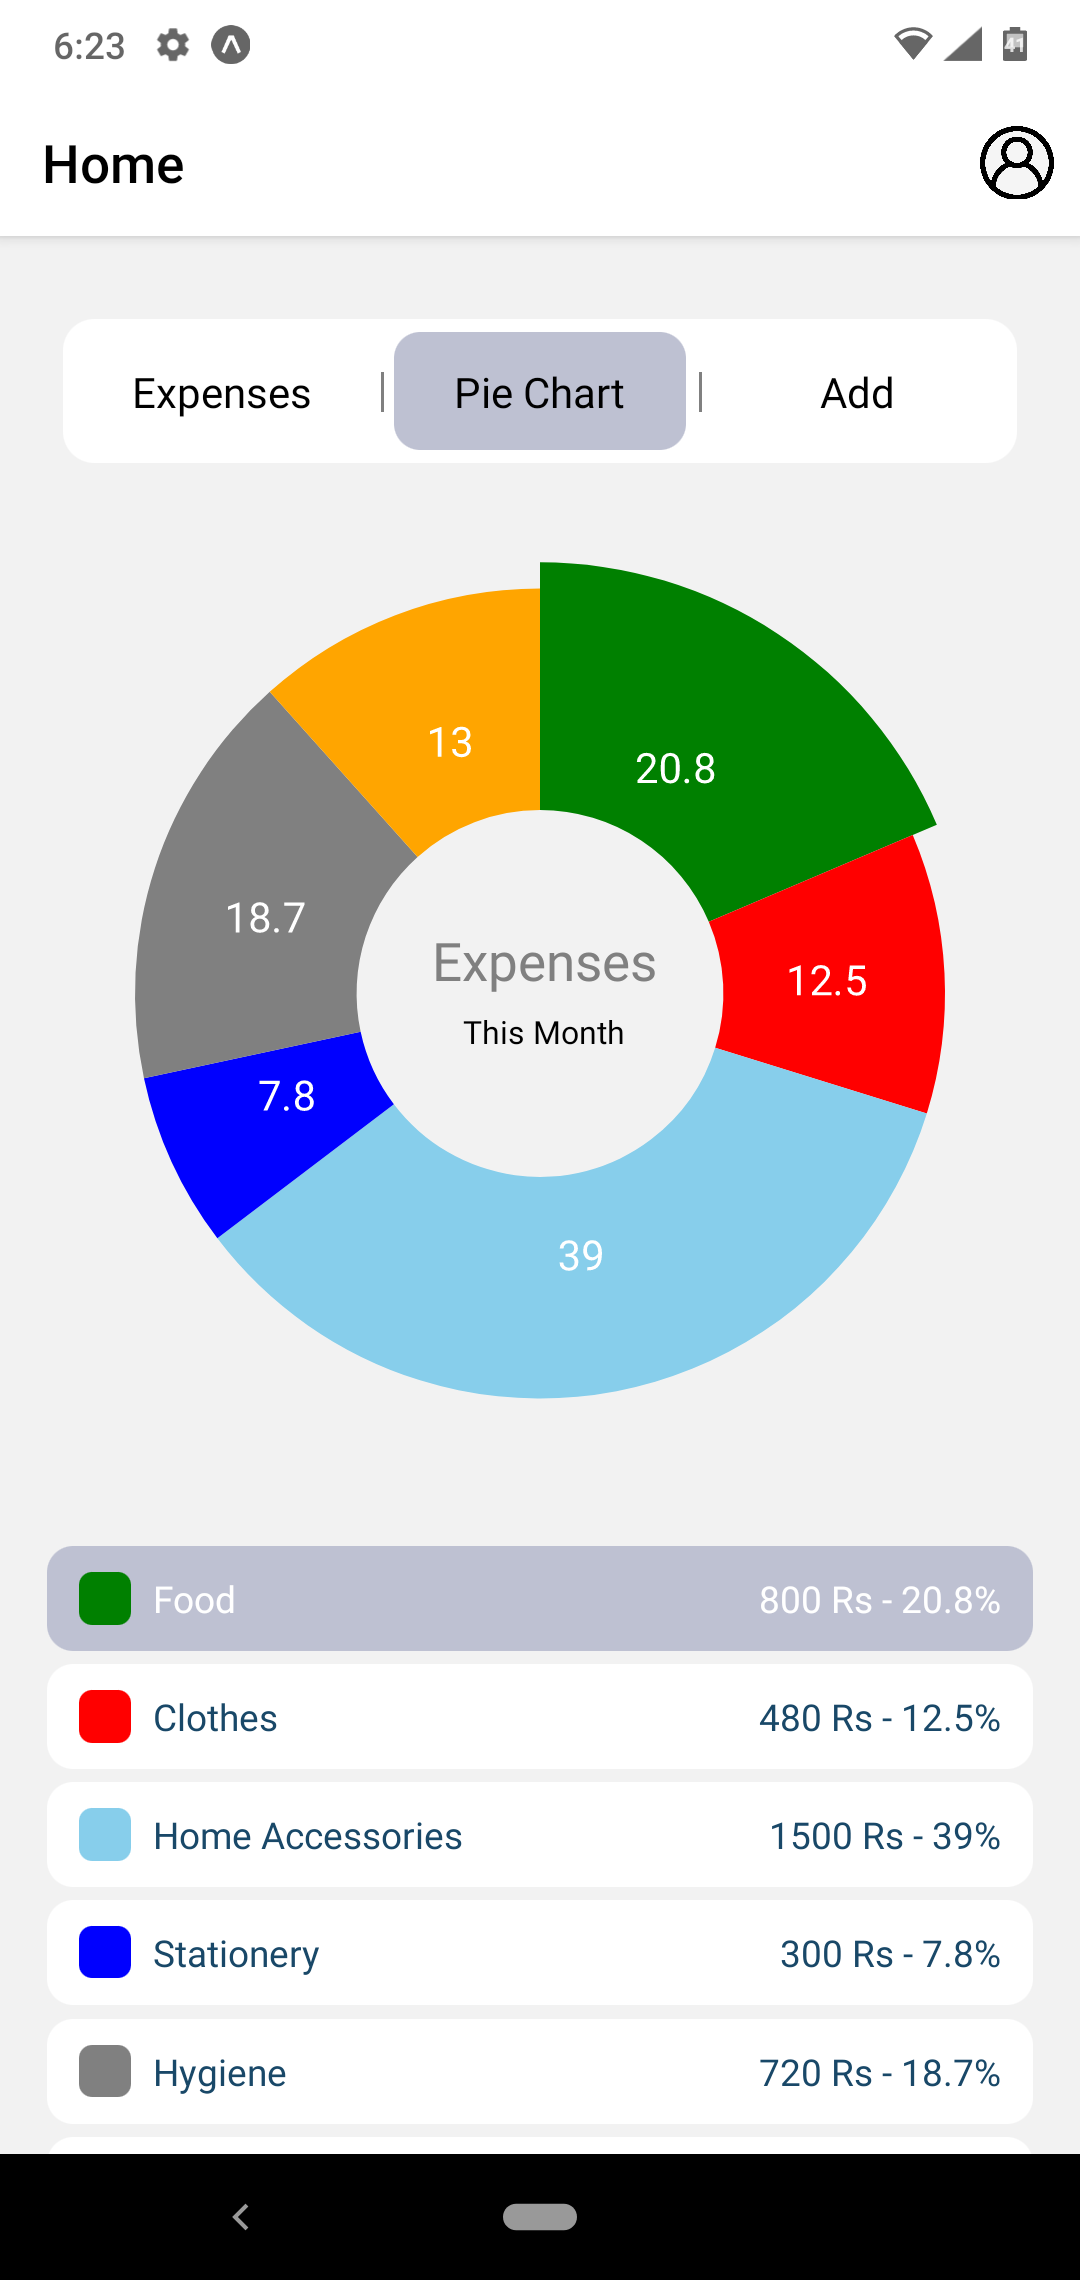 6:23
41
Home
Expenses | Pie Chart | Add
13
20.8
18.7
12.5
Expenses
This Month
7.8
39
Food 800 Rs - 20.8%
Clothes 480 Rs - 12.5%
Home Accessories 1500 Rs - 39%
Stationery 300 Rs - 7.8%
Hygiene 720 Rs - 18.7%